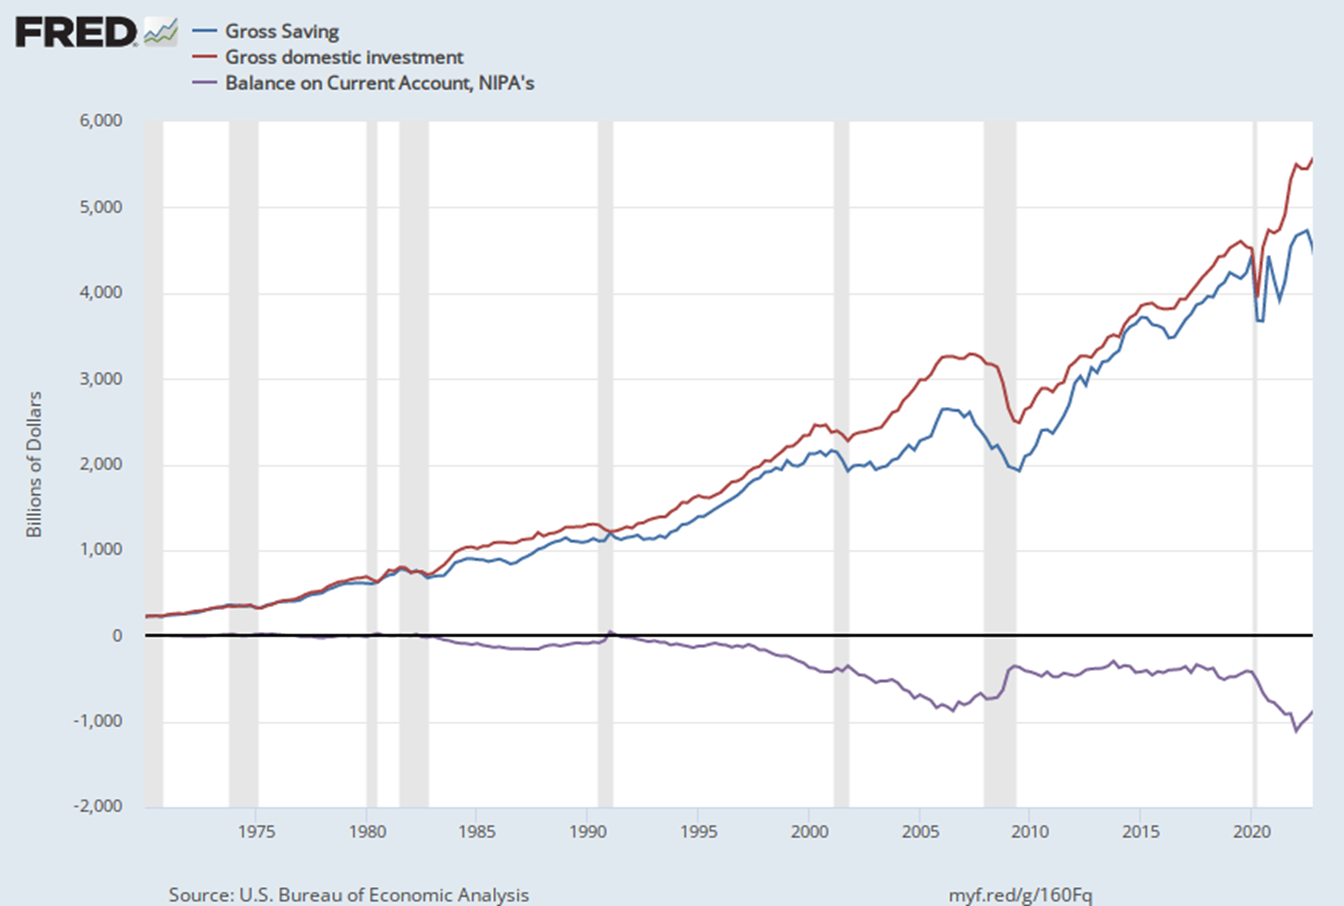 FRED
Gross Saving
Gross domestic investment
Balance on Current Account, NIPA's
6,000
5,000
4,000
3,000
2,000
1,000
0
-1,000
-2,000
Billions of Dollars
1975 1980 1985 1990 1995 2000 2005 2010 2015 2020
Source: U.S. Bureau of Economic Analysis myf.red/g/160Fq